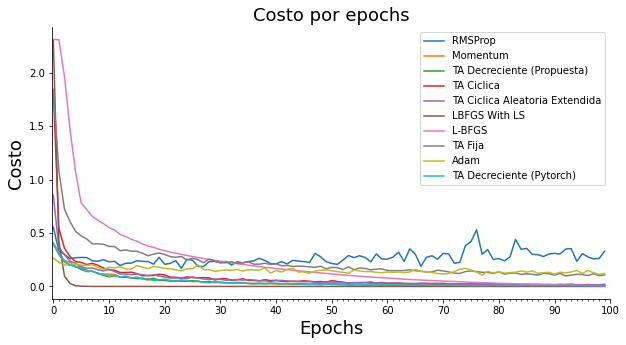 Costo por epochs
RMSProp
Momentum
TA Decreciente (Propuesta)
TA Ciclica
TA Ciclica Aleatoria Extendida
LBFGS With LS
L-BFGS
TA Fija
Adam
TA Decreciente (Pytorch)
Costo
2.0
1.5
1.0
0.5
0.0
0 10 20 30 40 50 60 70 80 90 100
Epochs